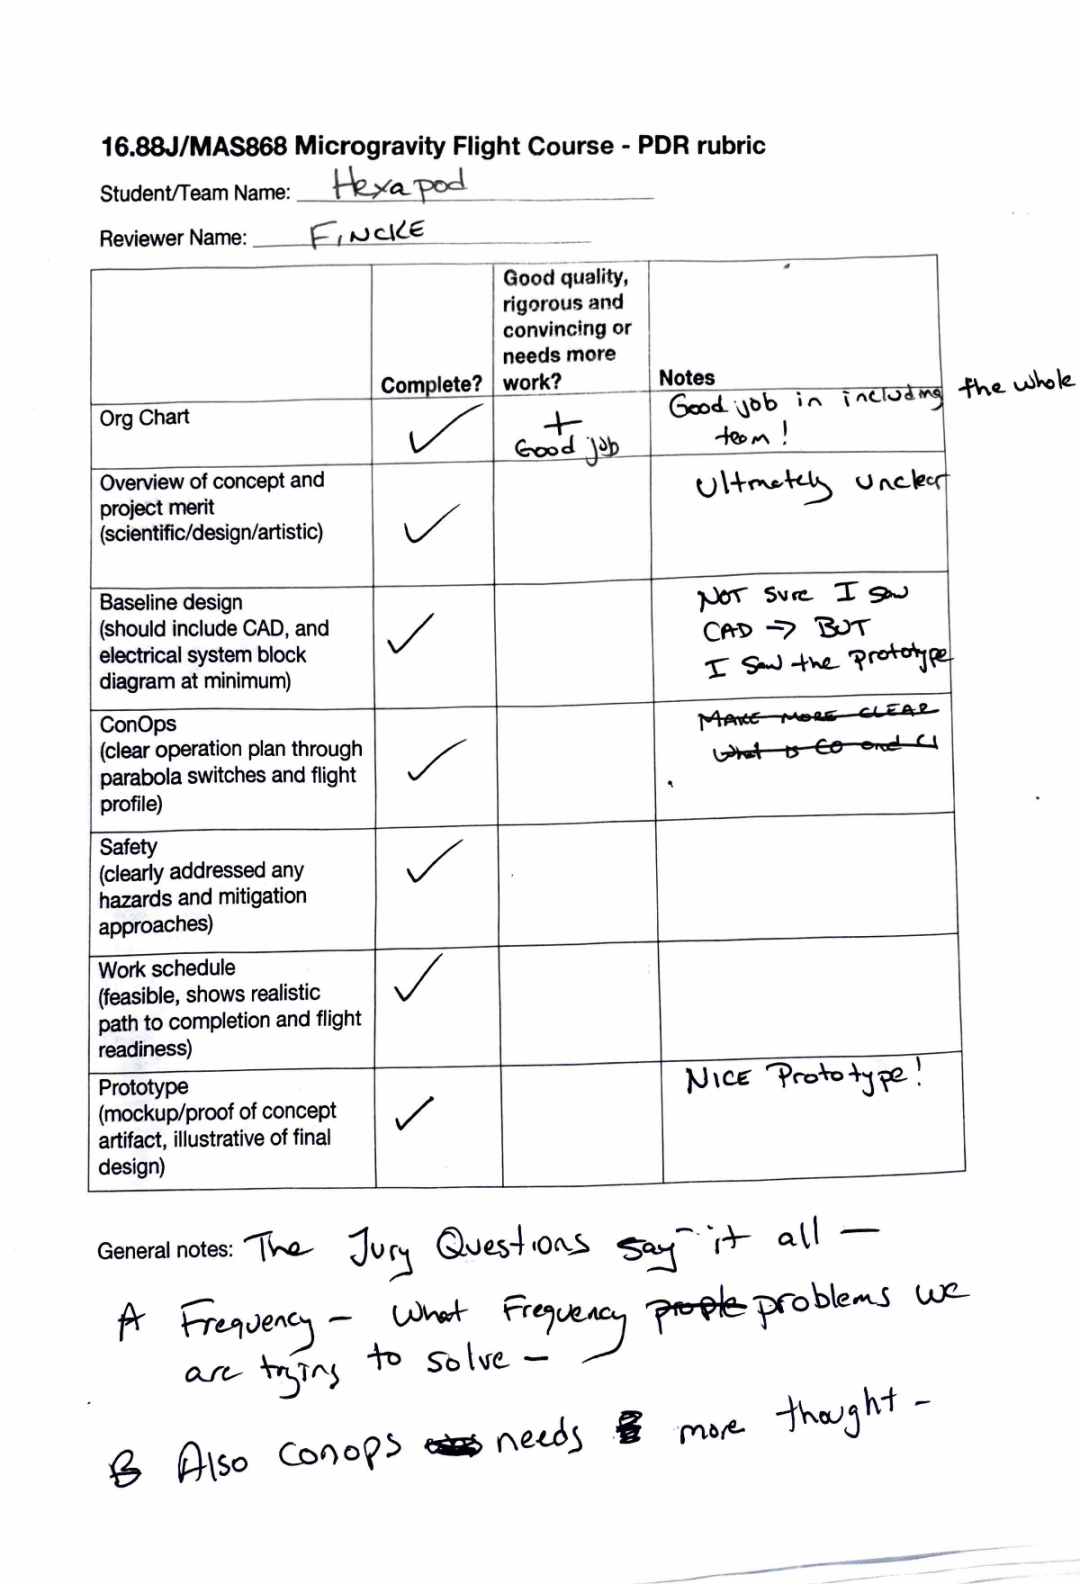 16.88J/MAS868 Microgravity Flight Course - PDR rubric
Student/Team Name: Hexapod
Reviewer Name: FINCKE
Complete?
Good quality,
rigorous and
convincing or
needs more
work?
Notes
Org Chart
✓
+
Good job
Good job in including the whole
team!
Overview of concept and
project merit
(scientific/design/artistic)
✓
Ultmately unclear
Baseline design
(should include CAD, and
electrical system block
diagram at minimum)
✓
NOT Sure I saw
CAD → BUT
I saw the prototype
ConOps
(clear operation plan through
parabola switches and flight
profile)
✓
MAKE MORE CLEAR
What is and
Safety
(clearly addressed any
hazards and mitigation
approaches)
✓
Work schedule
(feasible, shows realistic
path to completion and flight
readiness)
✓
Prototype
(mockup/proof of concept
artifact, illustrative of final
design)
✓
NICE Prototype!
General notes: The Jury Questions say it all —
A Frequency - What Frequency problems we
are trying to solve -
B Also conops needs more thought -